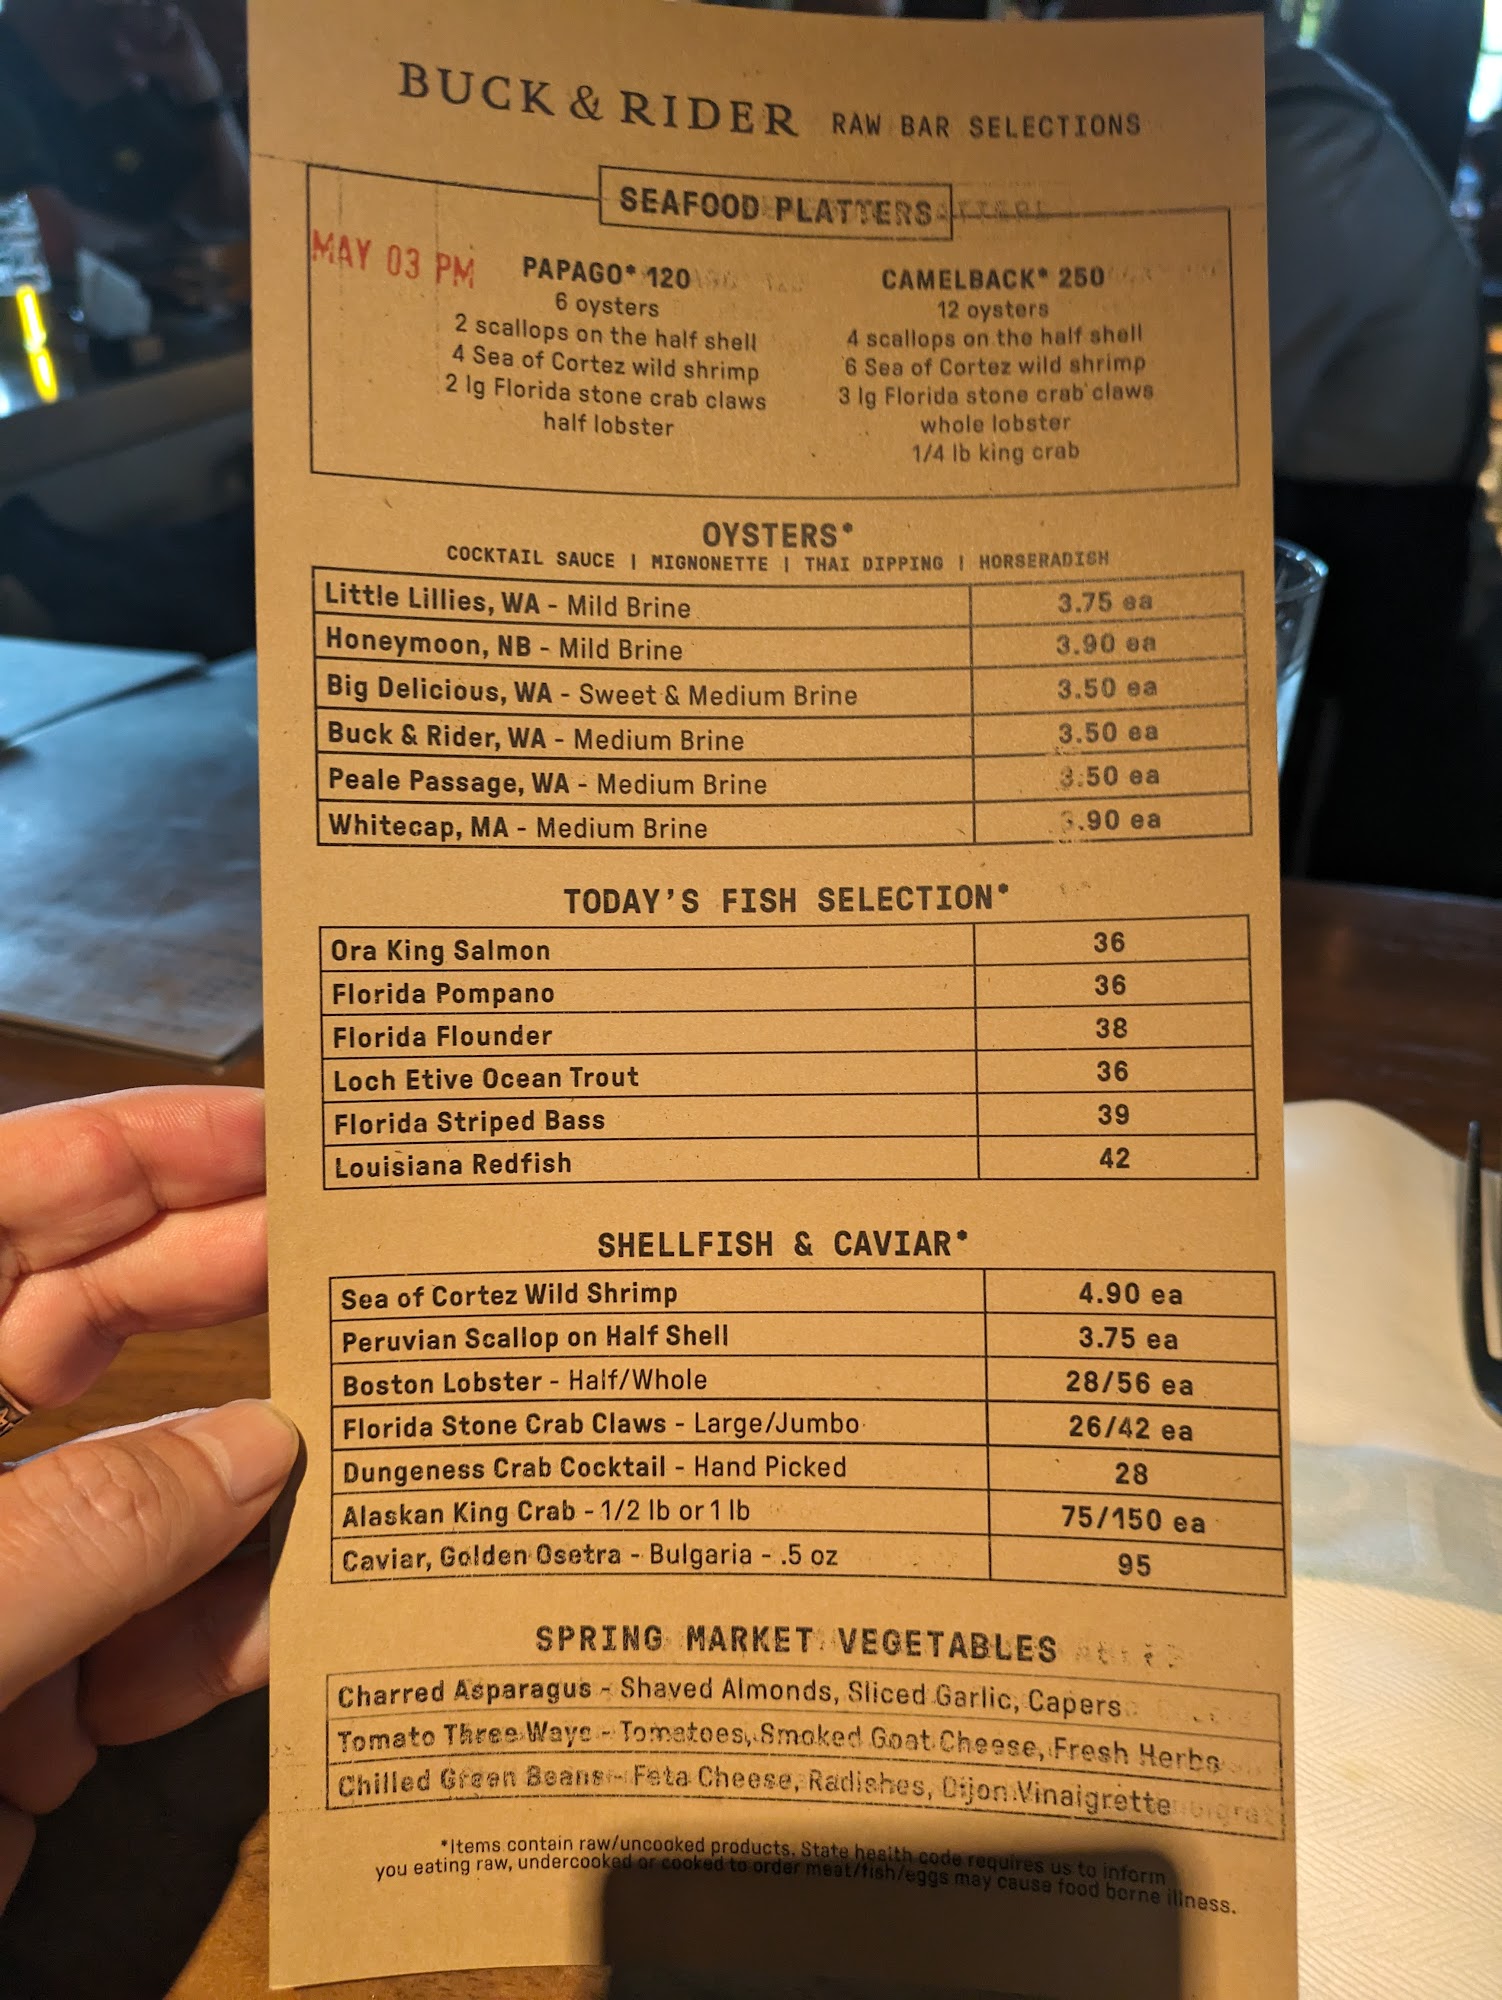 BUCK & RIDER RAW BAR SELECTIONS
SEAFOOD PLATTERS
MAY 03 PM
PAPAGO* 120
6 oysters
2 scallops on the half shell
4 Sea of Cortez wild shrimp
2 lg Florida stone crab claws
half lobster
CAMELBACK* 250
12 oysters
4 scallops on the half shell
6 Sea of Cortez wild shrimp
3 lg Florida stone crab claws
whole lobster
1/4 lb king crab
OYSTERS*
COCKTAIL SAUCE | MIGNONETTE | THAI DIPPING | HORSERADISH
Little Lillies, WA - Mild Brine 3.75 ea
Honeymoon, NB - Mild Brine 3.90 ea
Big Delicious, WA - Sweet & Medium Brine 3.50 ea
Buck & Rider, WA - Medium Brine 3.50 ea
Peale Passage, WA - Medium Brine 3.50 ea
Whitecap, MA - Medium Brine 3.90 ea
TODAY'S FISH SELECTION*
Ora King Salmon 36
Florida Pompano 36
Florida Flounder 38
Loch Etive Ocean Trout 36
Florida Striped Bass 39
Louisiana Redfish 42
SHELLFISH & CAVIAR*
Sea of Cortez Wild Shrimp 4.90 ea
Peruvian Scallop on Half Shell 3.75 ea
Boston Lobster - Half/Whole 28/56 ea
Florida Stone Crab Claws - Large/Jumbo 26/42 ea
Dungeness Crab Cocktail - Hand Picked 28
Alaskan King Crab - 1/2 lb or 1 lb 75/150 ea
Caviar, Golden Osetra - Bulgaria - .5 oz 95
SPRING MARKET VEGETABLES
Charred Asparagus - Shaved Almonds, Sliced Garlic, Capers
Tomato Three Ways - Tomatoes, Smoked Goat Cheese, Fresh Herbs
Chilled Green Beans - Feta Cheese, Radishes, Dijon Vinaigrette
*Items contain raw/uncooked products. State health code requires us to inform
you eating raw, undercooked or cooked to order meat/fish/eggs may cause food borne illness.